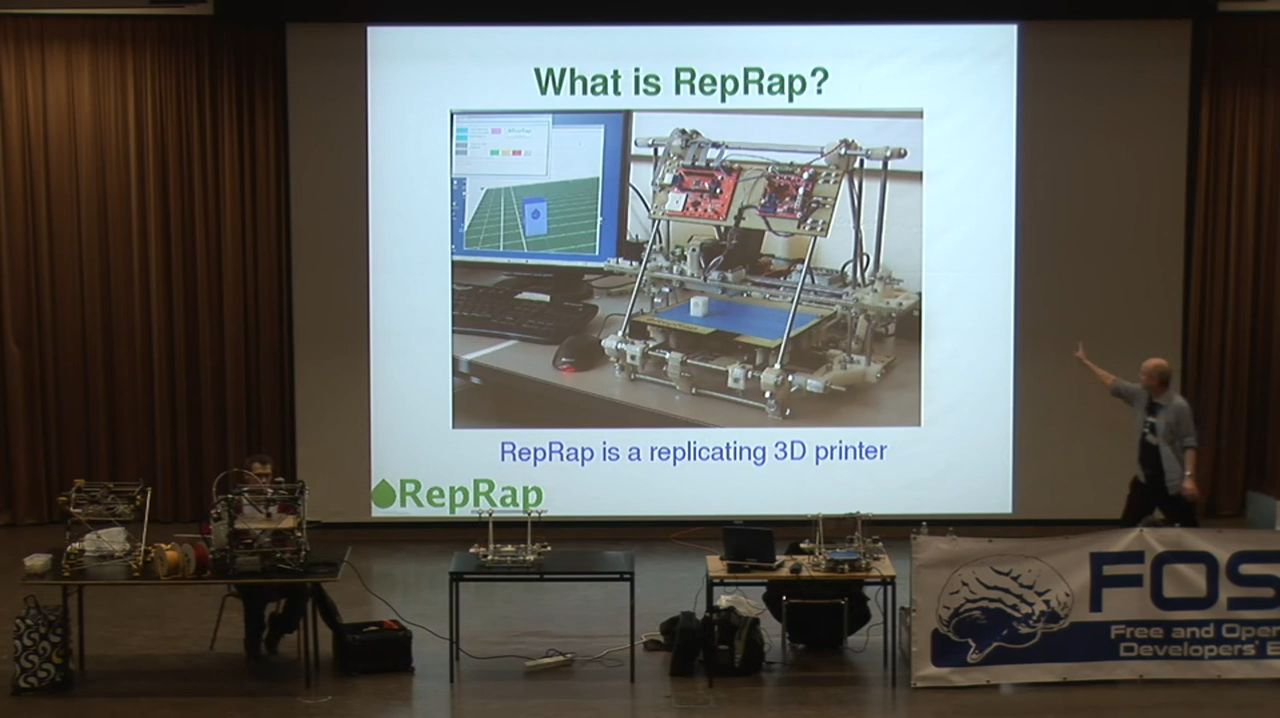 What is RepRap?
RepRap is a replicating 3D printer
RepRap
FOS
Free and Oper
Developers' E